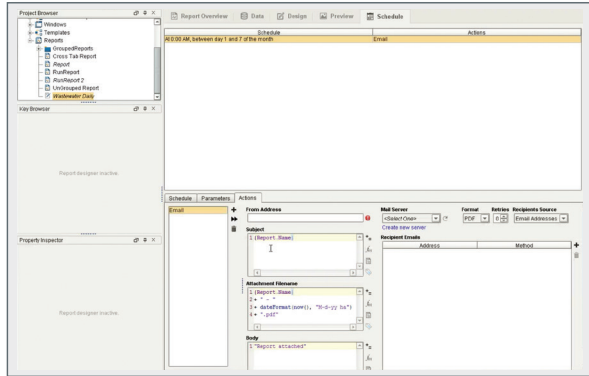 Project Browser
Windows
Templates
Reports
GroupedReports
Cross Tab Report
Report
RunReport
RunReport 2
UnGrouped Report
Wastewater Daily
Key Browser
Report designer inactive.
Property Inspector
Report designer inactive.
Report Overview Data Design Preview Schedule
Schedule Actions
At 8:00 AM, between day 1 and 7 of the month Email
Schedule Parameters Actions
Email
From Address
Subject
1 {Report.Name}
Attachment Filename
1 {Report.Name}
2 + " - "
3 + dateFormat(now(), "M-d-yy ha")
4 + ".pdf"
Body
1 "Report attached"
Mail Server Format Retries Recipients Source
<Select One> PDF 0 Email Addresses
Create new server
Recipient Emails
Address Method